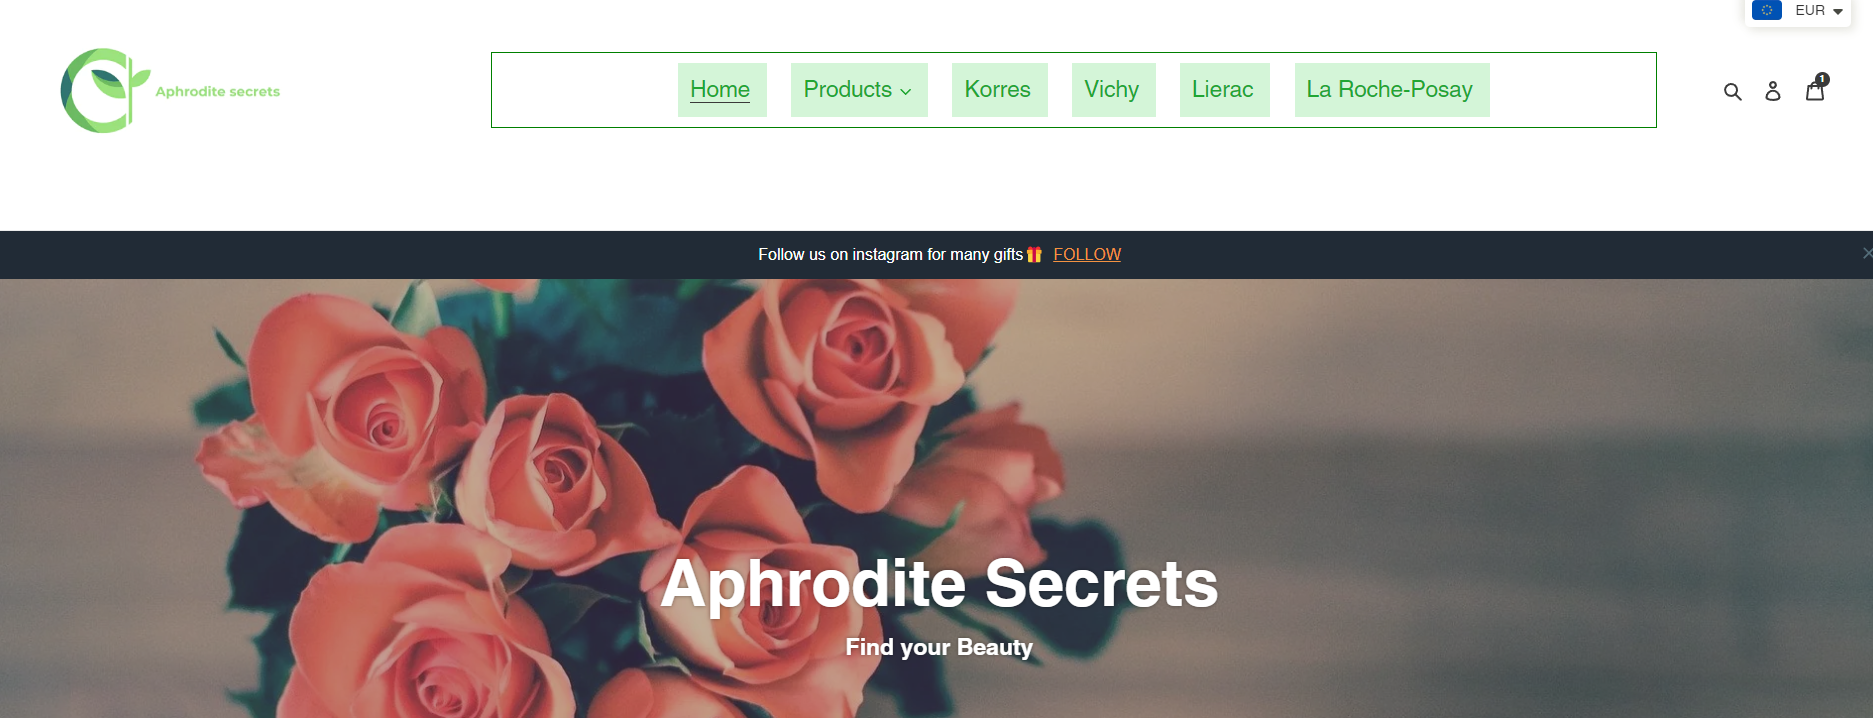 EUR
Aphrodite secrets
Home Products Korres Vichy Lierac La Roche-Posay
1
Follow us on instagram for many gifts🎁 FOLLOW
Aphrodite Secrets
Find your Beauty